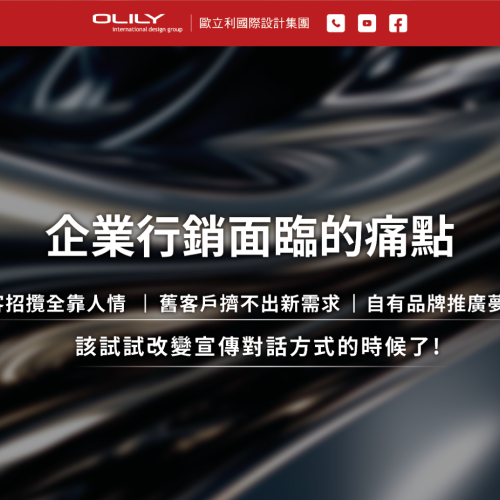 OLILY
international design group
歐立利國際設計集團
企業行銷面臨的痛點
客招攬全靠人情 | 舊客戶擠不出新需求 | 自有品牌推廣夢
該試試改變宣傳對話方式的時候了!